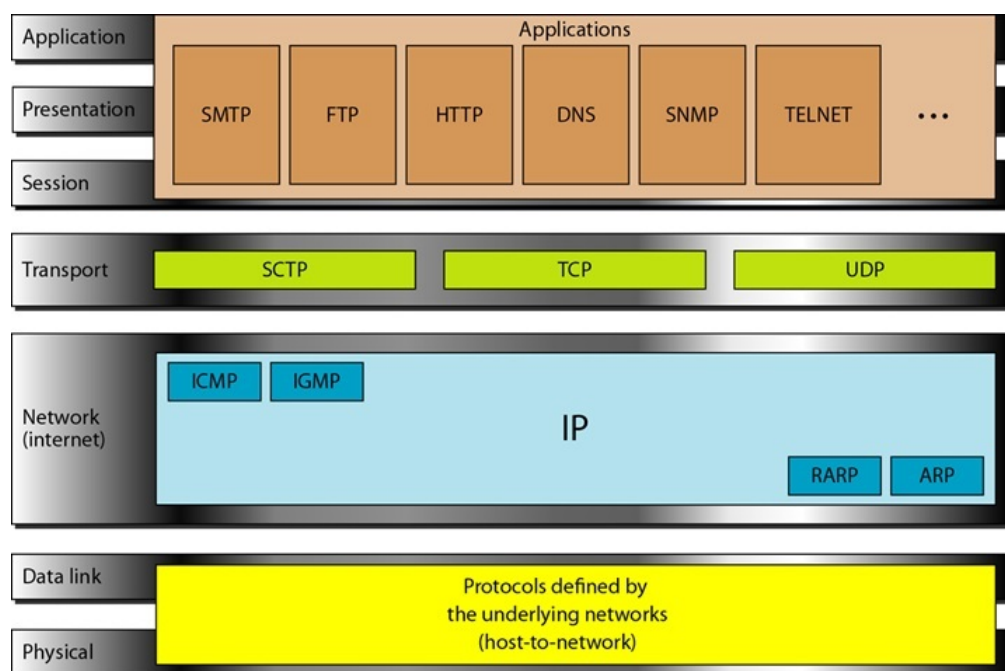 Application
Applications
Presentation
SMTP
FTP
HTTP
DNS
SNMP
TELNET
...
Session
Transport
SCTP
TCP
UDP
Network
(internet)
ICMP
IGMP
IP
RARP
ARP
Data link
Protocols defined by
the underlying networks
(host-to-network)
Physical